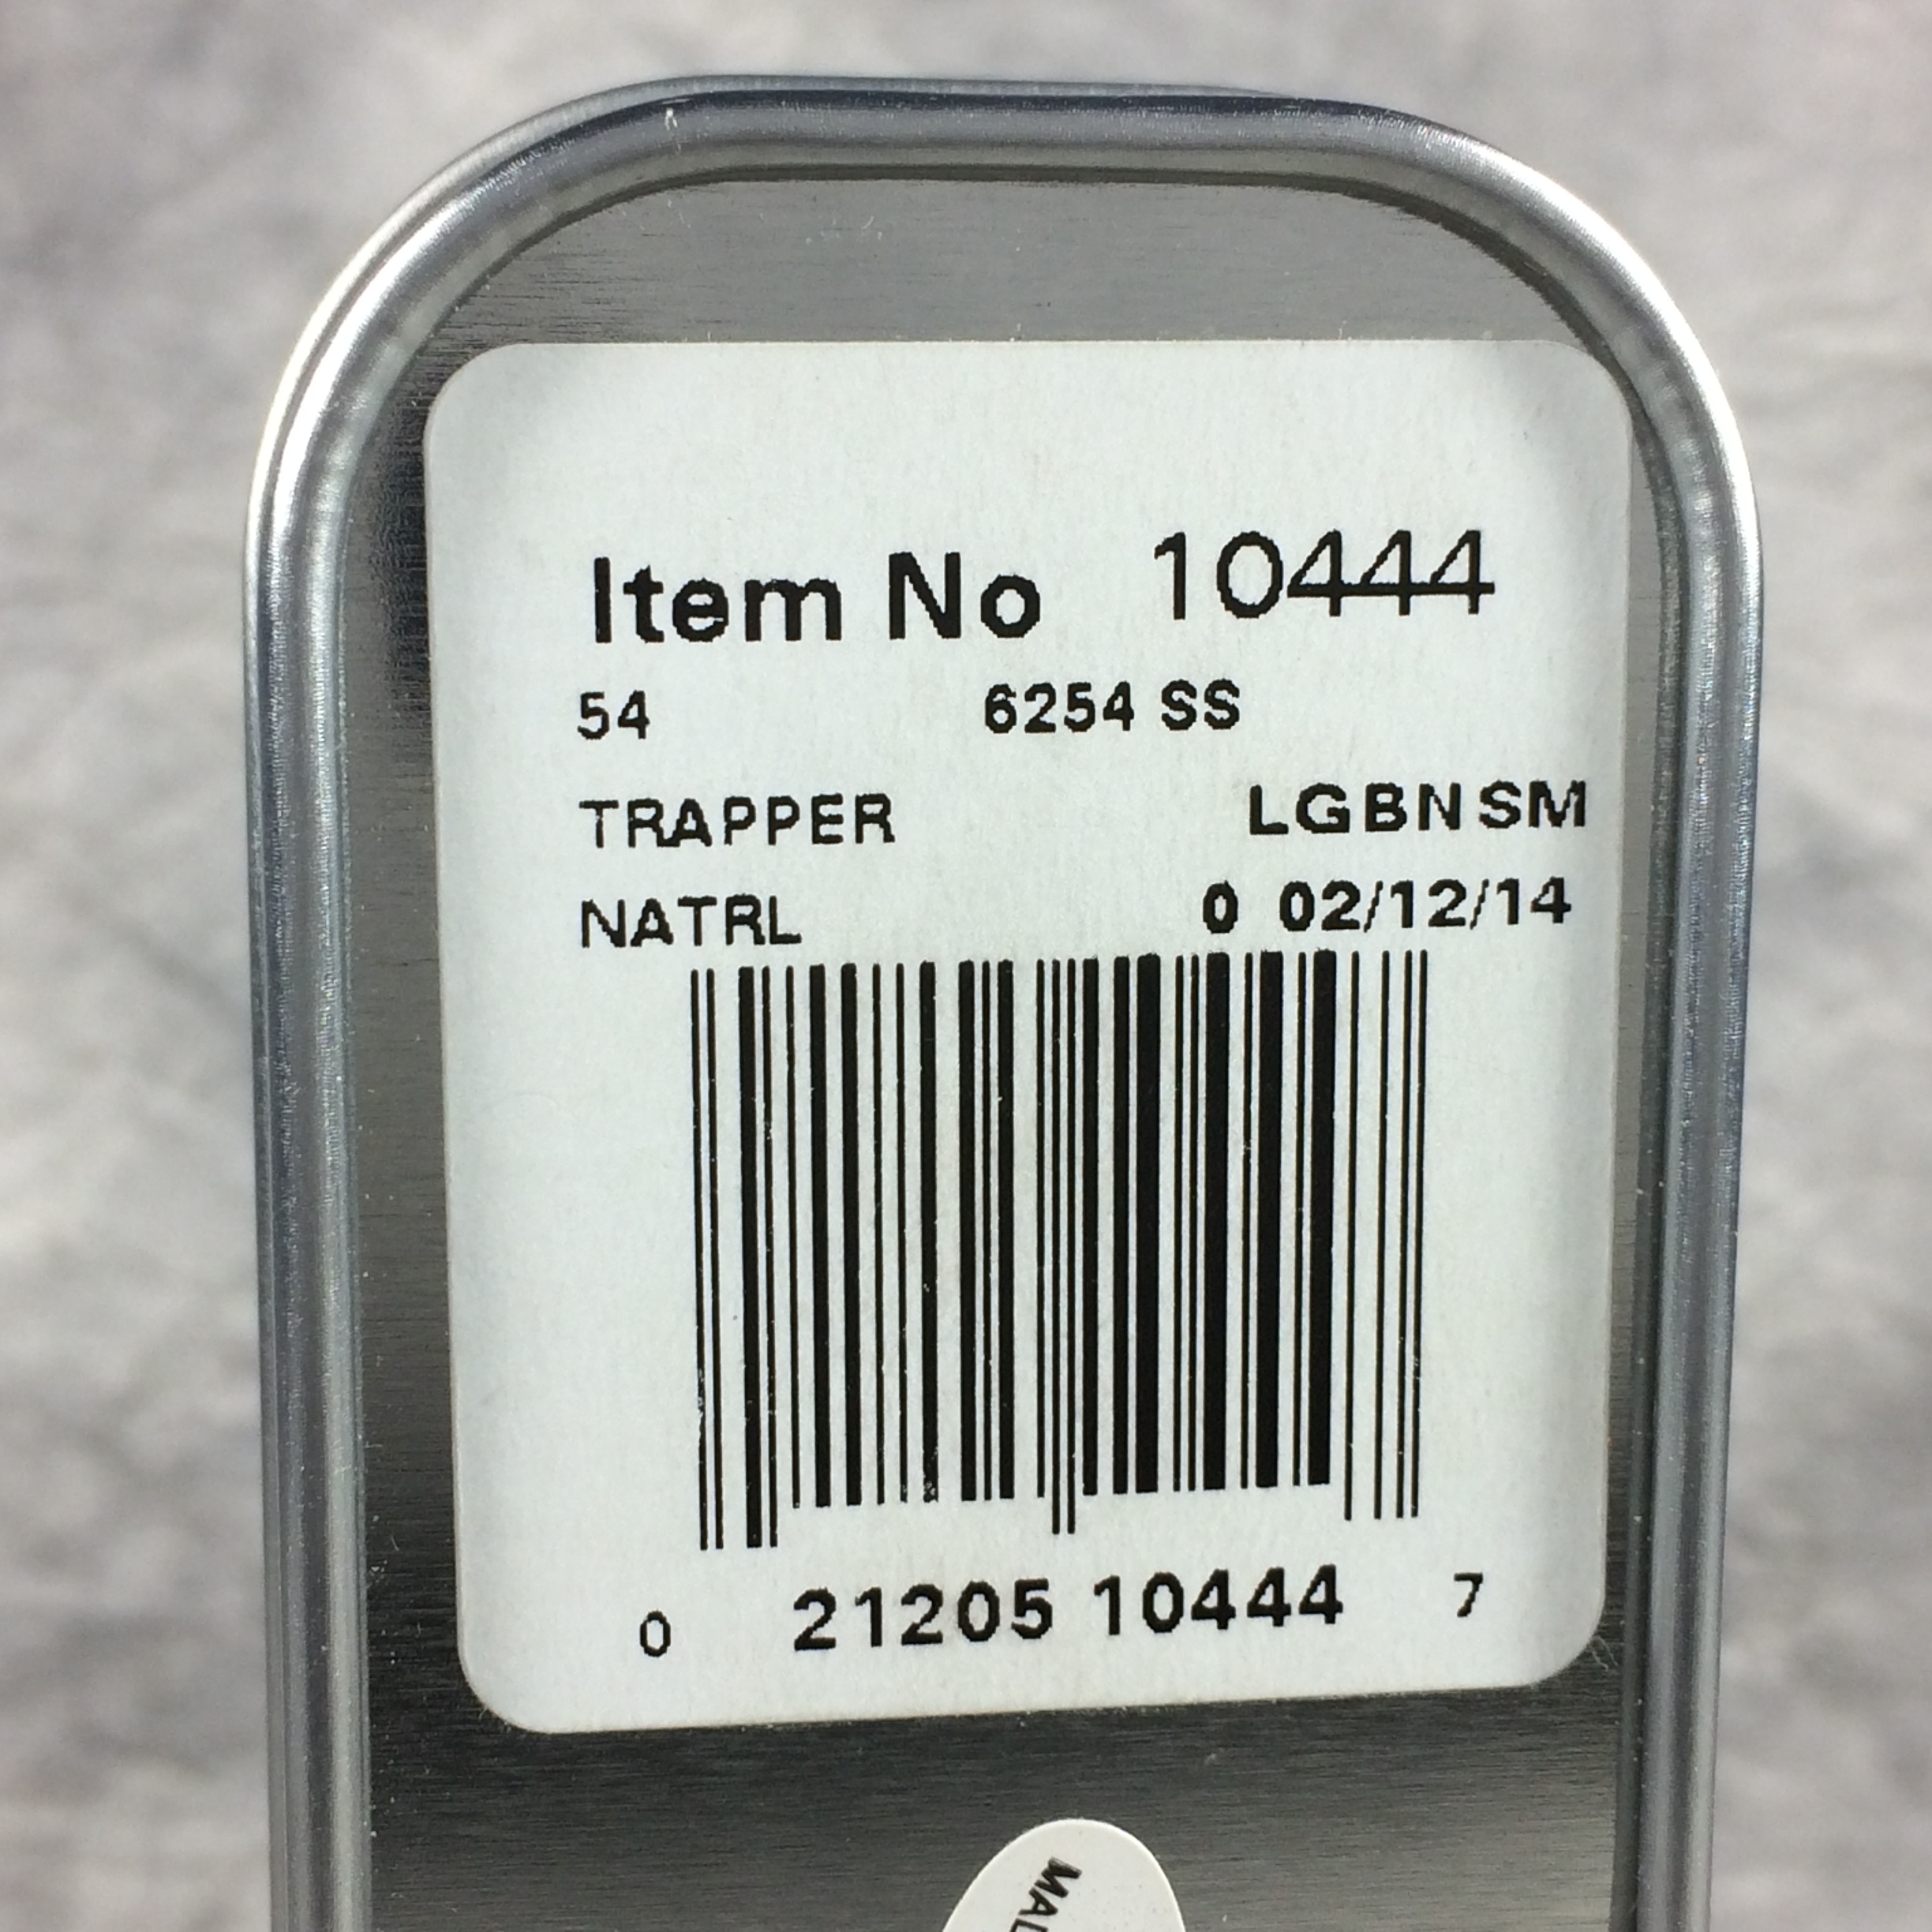 Item No 10444
54 6254 SS
TRAPPER LGBNSM
NATRL 0 02/12/14
0 21205 10444 7